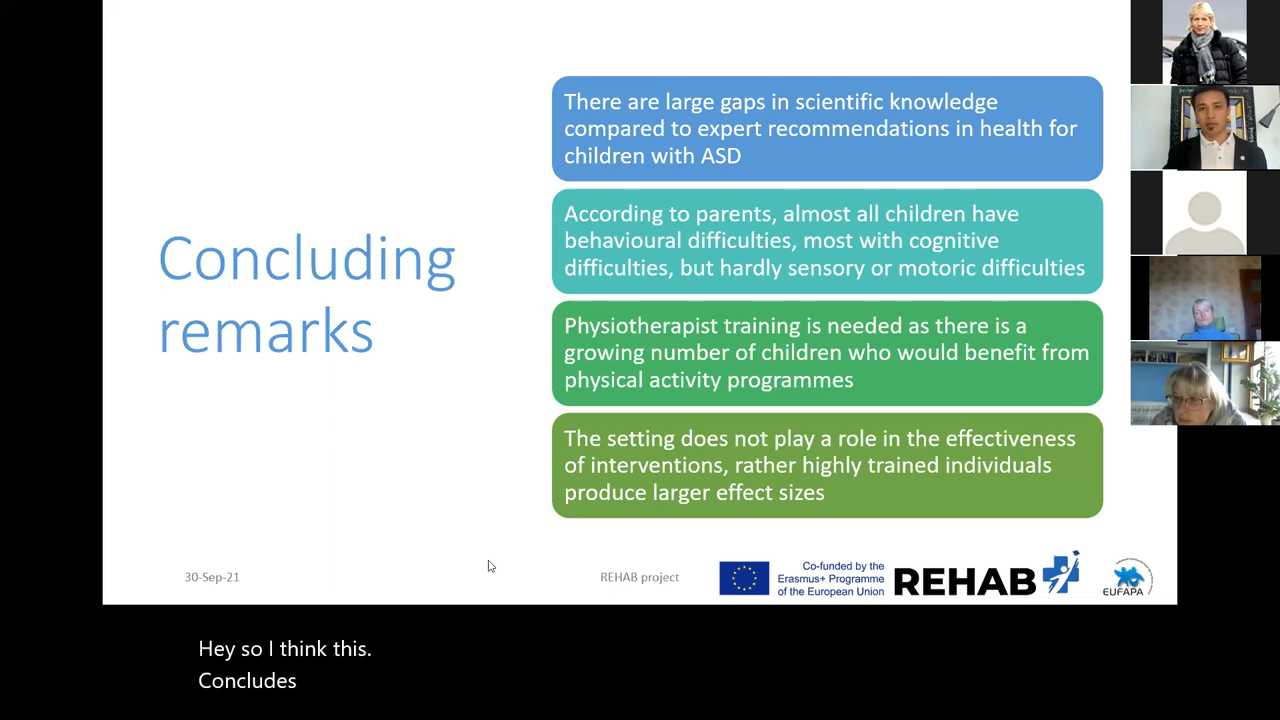 Concluding
remarks
There are large gaps in scientific knowledge
compared to expert recommendations in health for
children with ASD
According to parents, almost all children have
behavioural difficulties, most with cognitive
difficulties, but hardly sensory or motoric difficulties
Physiotherapist training is needed as there is a
growing number of children who would benefit from
physical activity programmes
The setting does not play a role in the effectiveness
of interventions, rather highly trained individuals
produce larger effect sizes
30-Sep-21
REHAB project
Co-funded by the
Erasmus+ Programme
of the European Union
REHAB
EUFAPA
Hey so I think this.
Concludes